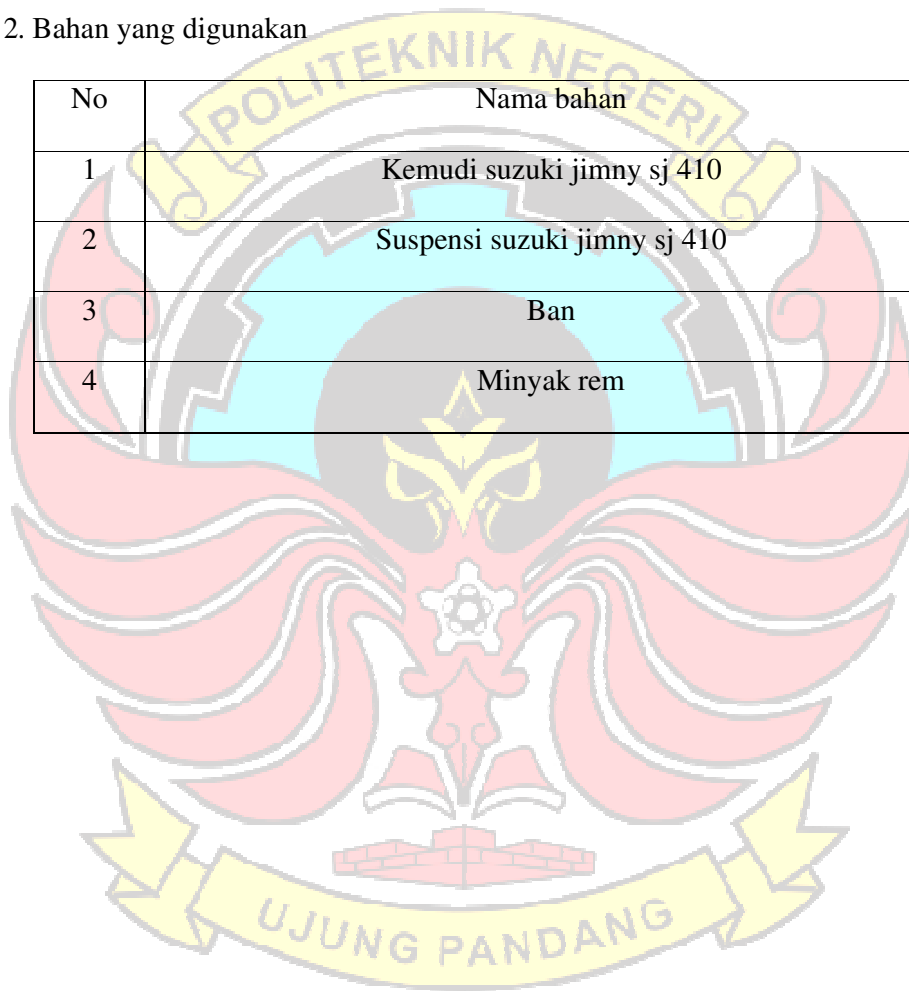 2. Bahan yang digunakan
POLITEKNIK NEGERI
No Nama bahan
1 Kemudi suzuki jimny sj 410
2 Suspensi suzuki jimny sj 410
3 Ban
4 Minyak rem
UJUNG PANDANG